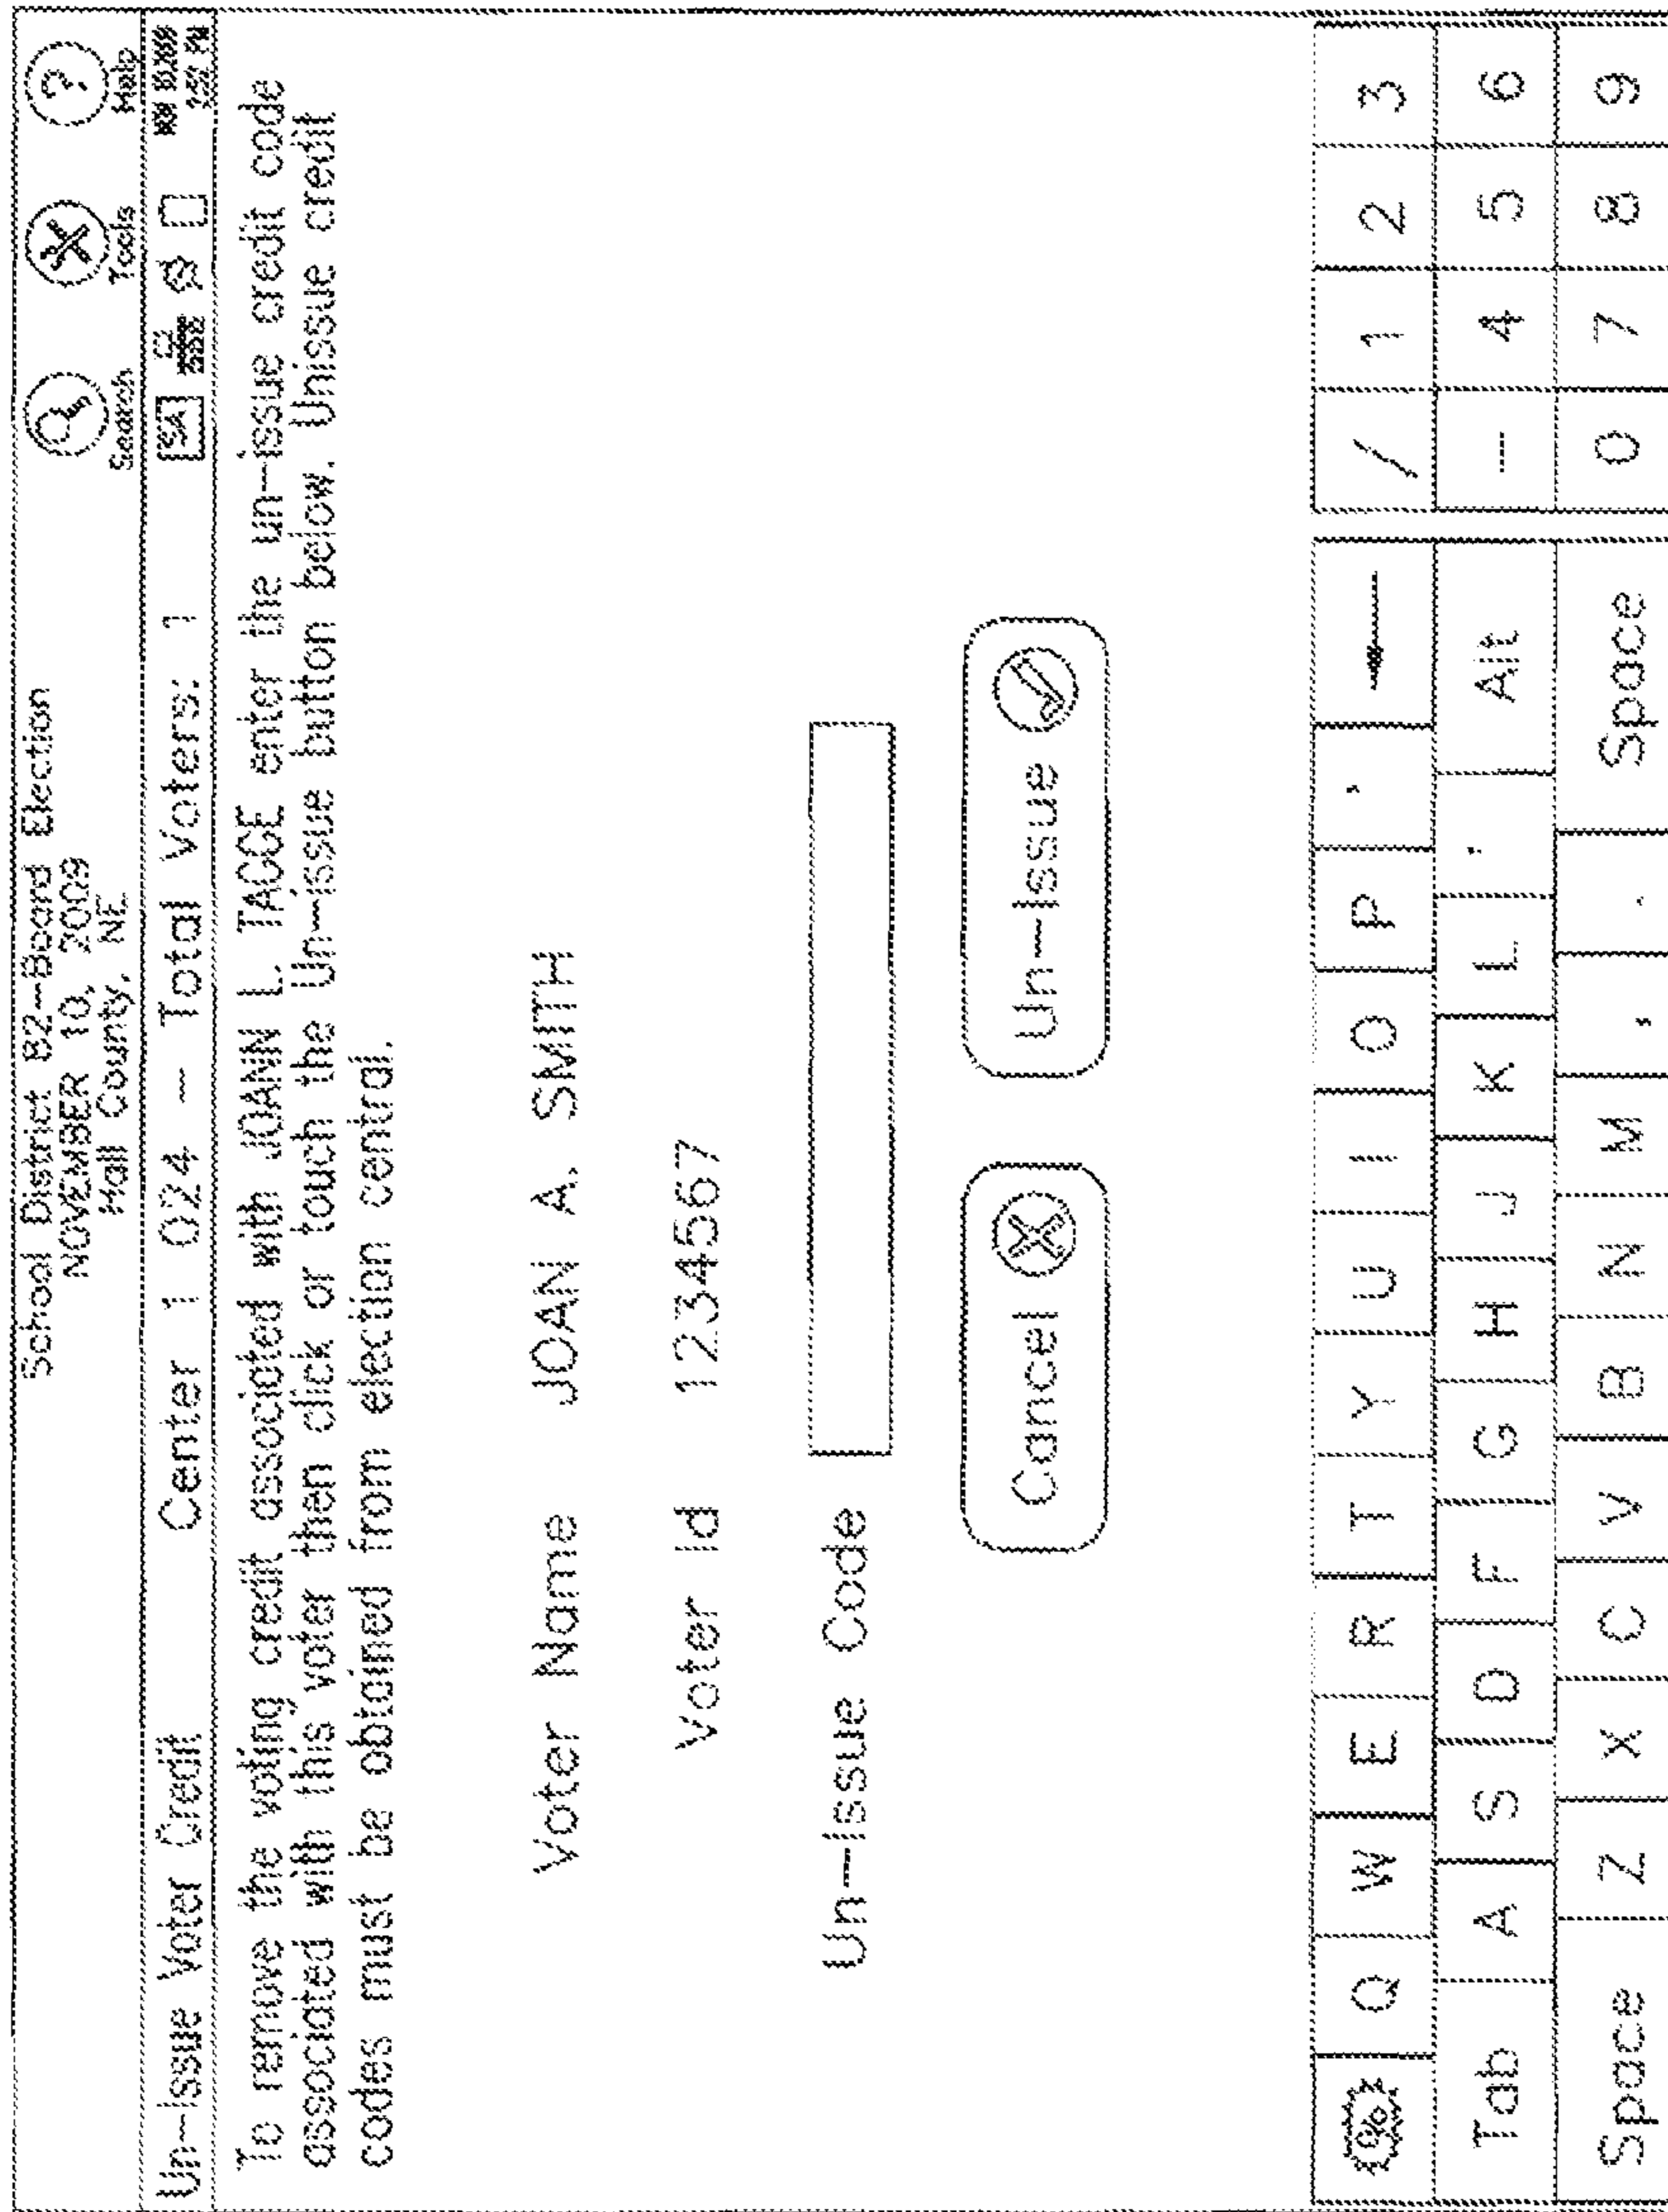 School District B2-Board Election
NOVEMBER 10, 2009
Hall County, NE
Search Tools Help
Un-Issue Voter Credit Center 1 024 - Total Voters: 1 SA
To remove the voting credit associated with JOANN L. TAGGE enter the un-issue credit code
associated with this voter then click or touch the Un-issue button below. Unissue credit
codes must be obtained from election central.
Voter Name JOAN A. SMITH
Voter Id 1234567
Un-Issue Code
Cancel Un-Issue
Q W E R T Y U I O P ' / 1 2 3
Tab A S D F G H J K L ' Alt - 4 5 6
Space Z X C V B N M , . Space 0 7 8 9